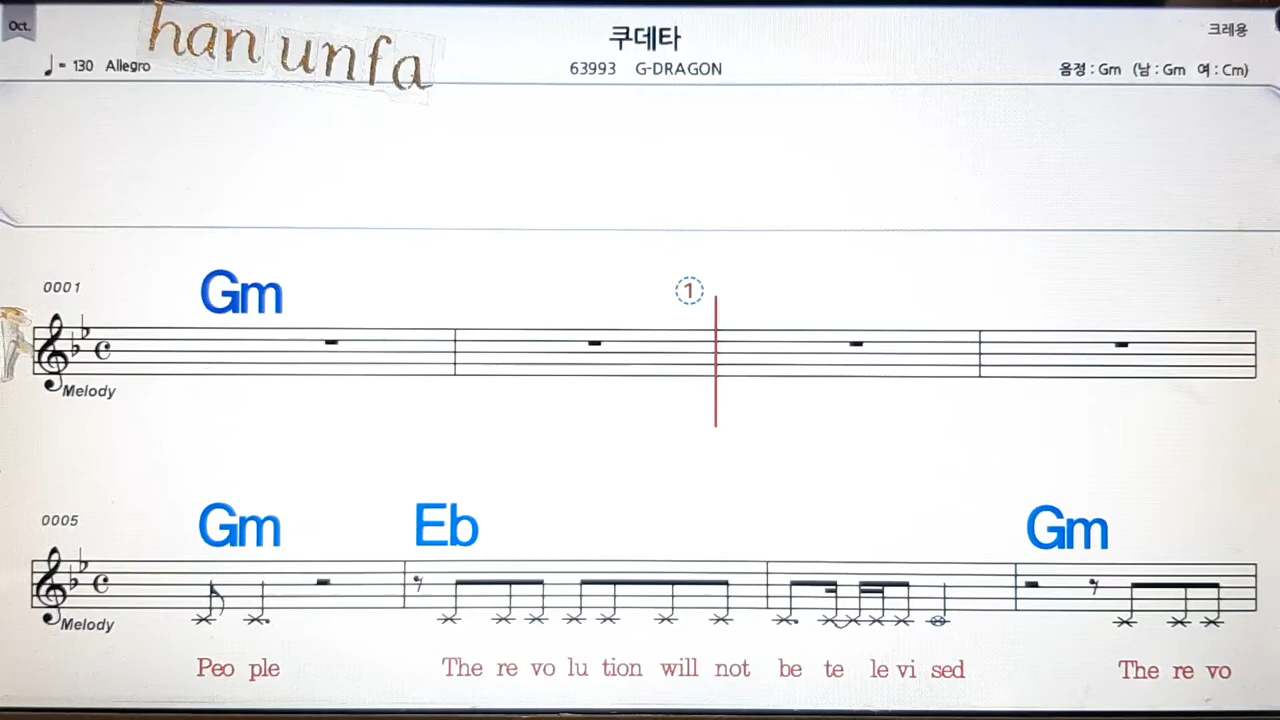 Oct.
han unfa
쿠데타
크레용
♩= 130 Allegro
63993 G-DRAGON
음정 : Gm (남 : Gm 여 : Cm)
0001
Gm
1
Melody
0005
Gm Eb Gm
Melody
Peo ple The re vo lu tion will not be te le vi sed The re vo